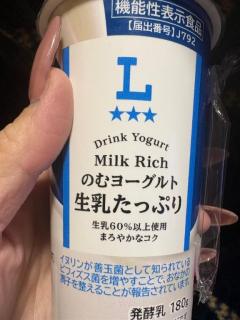 機能性表示食品
【届出番号】J792
L
★★★
Drink Yogurt
Milk Rich
のむヨーグルト
生乳たっぷり
生乳60%以上使用
まろやかなコク
イヌリンが善玉菌として知られている
ビフィズス菌を増やすことで、おなかの
調子を整えることが報告されています。
発酵乳 180g